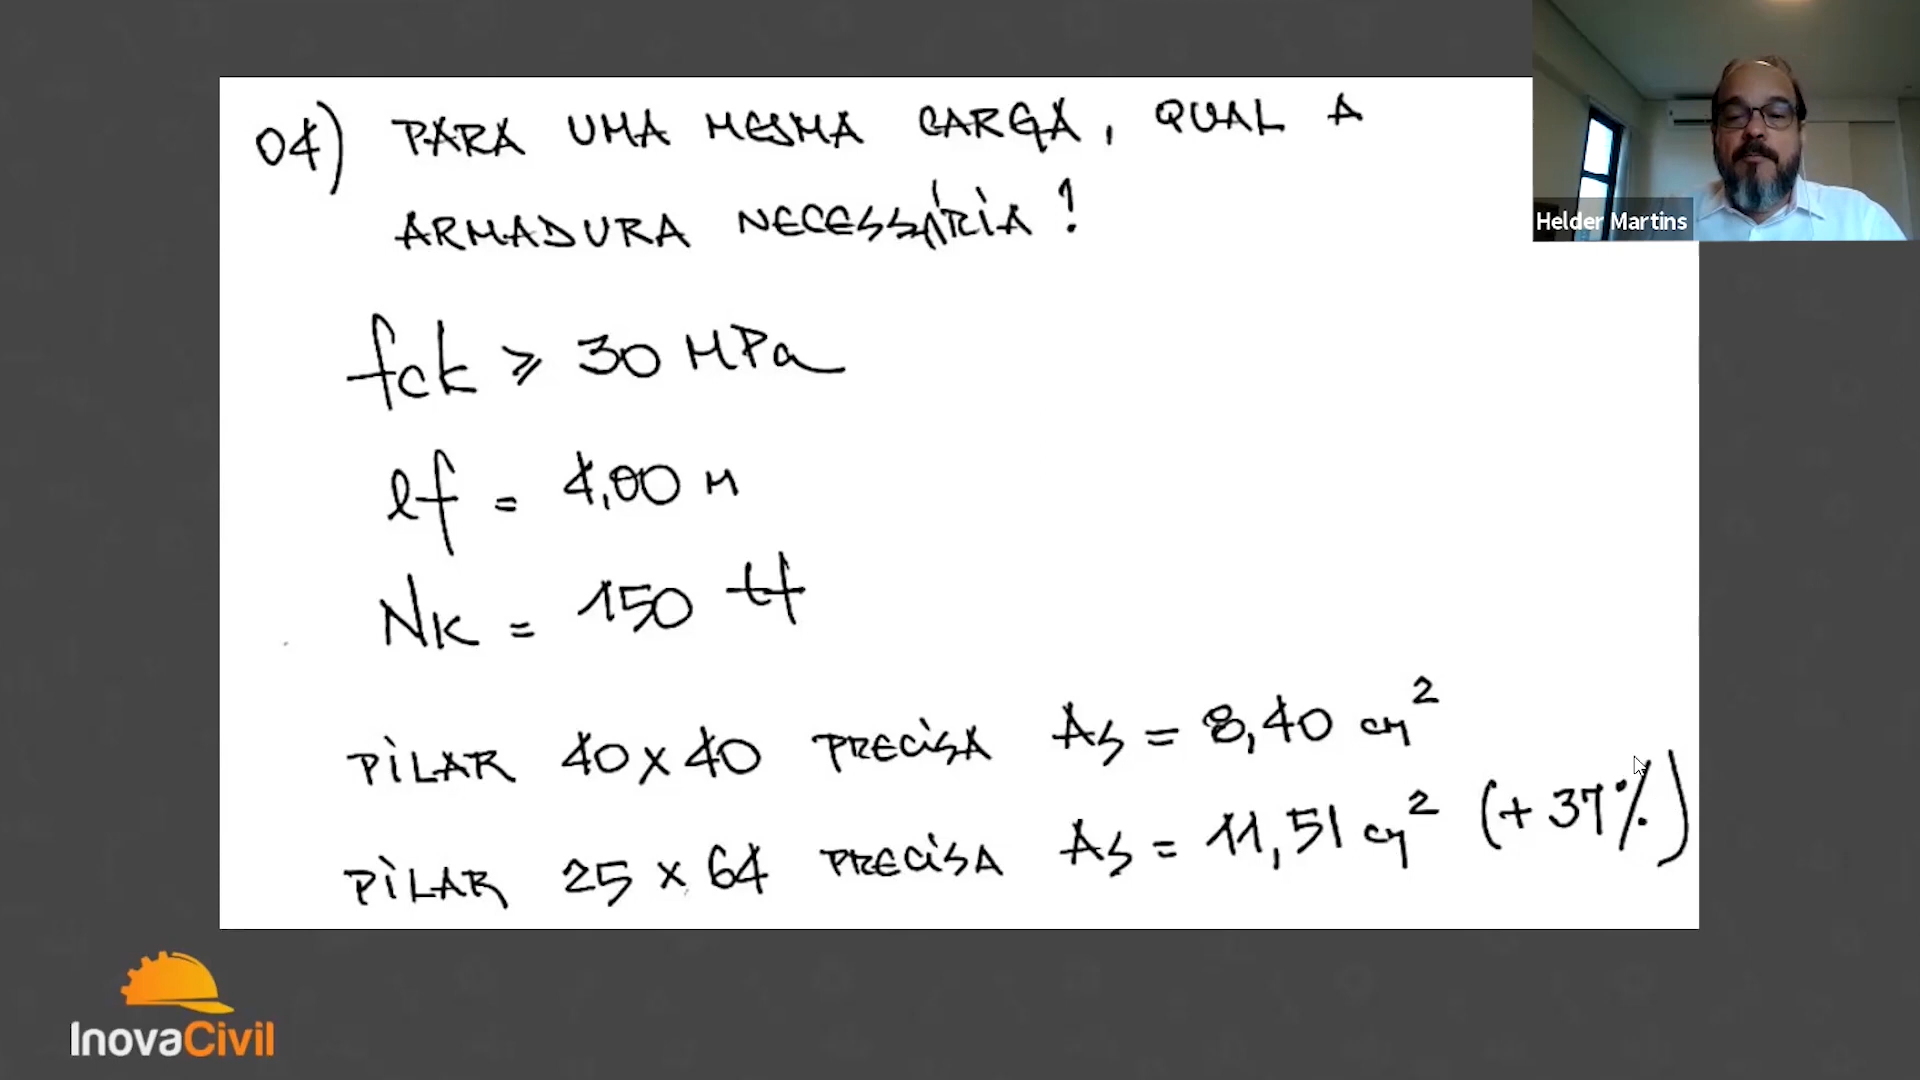 04) PARA UMA MESMA CARGA, QUAL A
ARMADURA NECESSÁRIA?
fck ≥ 30 MPa
lf = 4,00 M
NK = 150 tf
PILAR 40 x 40 PRECISA AS = 8,40 cm²
PILAR 25 x 64 PRECISA AS = 11,51 cm² (+ 37%)
Helder Martins
InovaCivil